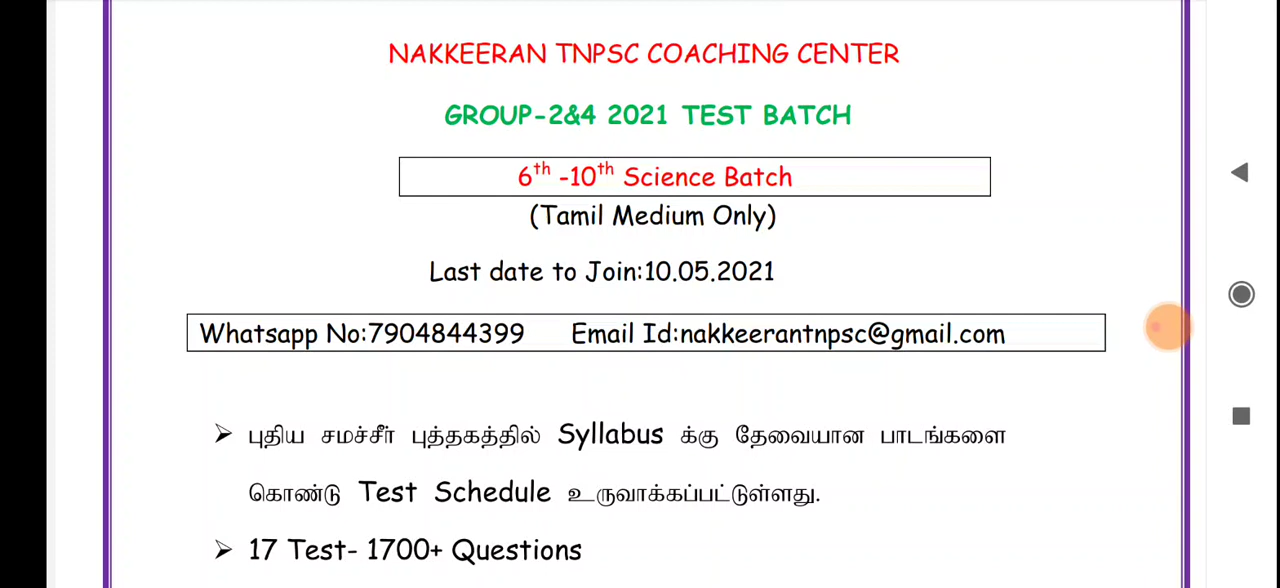 NAKKEERAN TNPSC COACHING CENTER
GROUP-2&4 2021 TEST BATCH
6th -10th Science Batch
(Tamil Medium Only)
Last date to Join:10.05.2021
Whatsapp No:7904844399 Email Id:nakkeerantnpsc@gmail.com
➢ புதிய சமச்சீர் புத்தகத்தில் Syllabus க்கு தேவையான பாடங்களை
கொண்டு Test Schedule உருவாக்கப்பட்டுள்ளது.
➢ 17 Test- 1700+ Questions